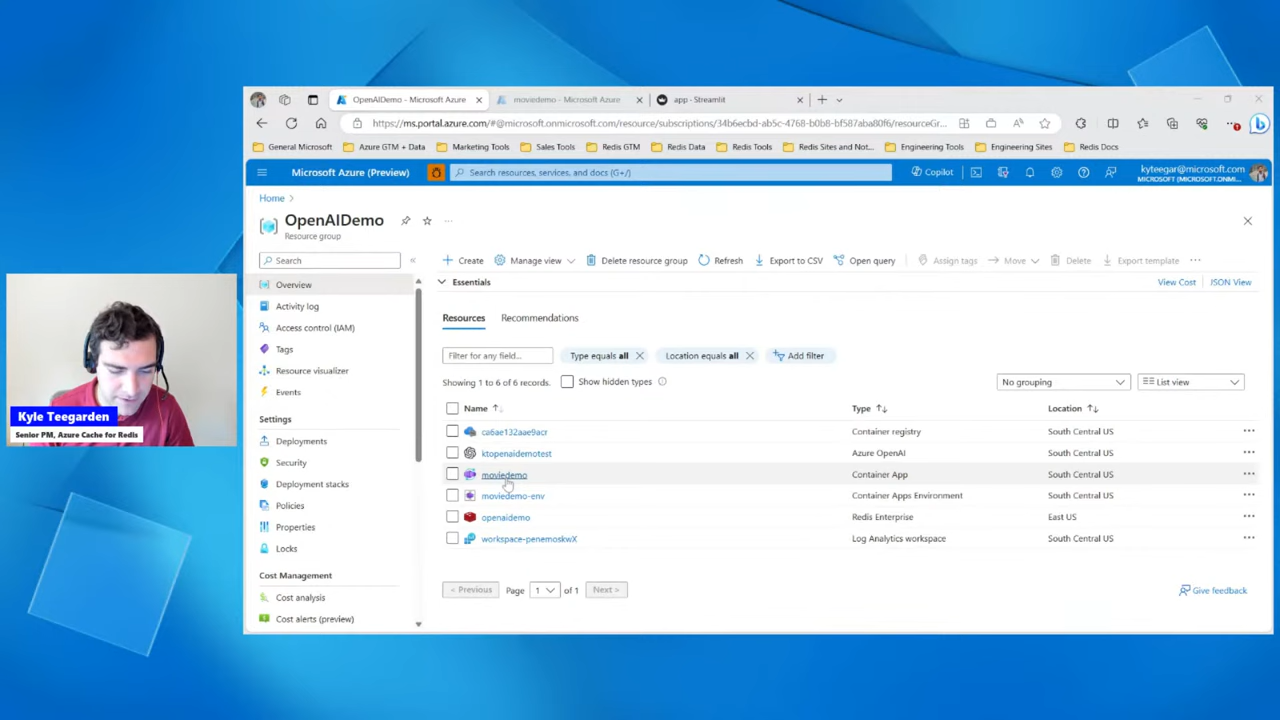 OpenAIDemo - Microsoft Azure
moviedemo - Microsoft Azure
app - Streamlit
https://ms.portal.azure.com/#@microsoft.onmicrosoft.com/resource/subscriptions/34b6ecbd-ab5c-4768-b0b8-bf587aba80f6/resourceGr...
General Microsoft
Azure GTM + Data
Marketing Tools
Sales Tools
Redis GTM
Redis Data
Redis Tools
Redis Sites and Not...
Engineering Tools
Engineering Sites
Redis Docs
Microsoft Azure (Preview)
Search resources, services, and docs (G+/)
Copilot
kyteegar@microsoft.com
MICROSOFT (MICROSOFT.ONMI...
Home
OpenAIDemo
Resource group
Search
Overview
Activity log
Access control (IAM)
Tags
Resource visualizer
Events
Settings
Deployments
Security
Deployment stacks
Policies
Properties
Locks
Cost Management
Cost analysis
Cost alerts (preview)
Create
Manage view
Delete resource group
Refresh
Export to CSV
Open query
Assign tags
Move
Delete
Export template
Essentials
View Cost
JSON View
Resources
Recommendations
Filter for any field...
Type equals all
Location equals all
Add filter
Showing 1 to 6 of 6 records.
Show hidden types
No grouping
List view
Name
Type
Location
ca6ae132aae9acr
Container registry
South Central US
ktopenaidemotest
Azure OpenAI
South Central US
moviedemo
Container App
South Central US
moviedemo-env
Container Apps Environment
South Central US
openaidemo
Redis Enterprise
East US
workspace-penemoskwX
Log Analytics workspace
South Central US
< Previous
Page
1
of 1
Next >
Give feedback
Kyle Teegarden
Senior PM, Azure Cache for Redis